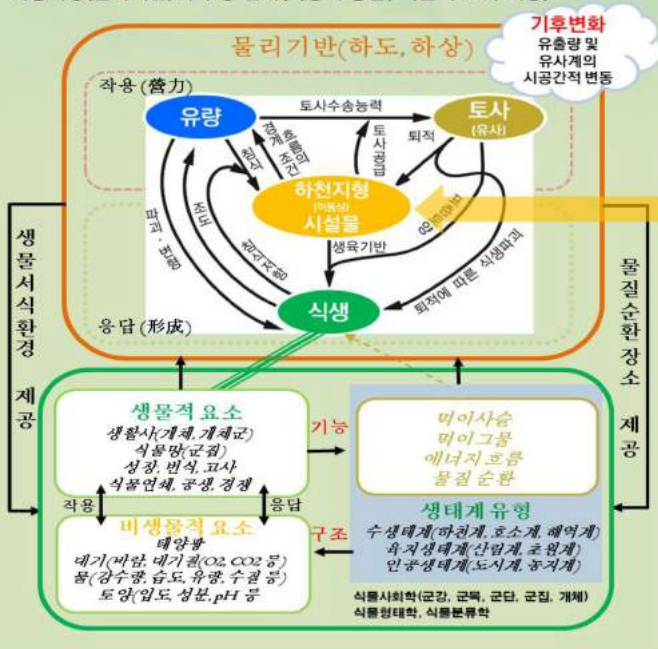 물리기반(하도, 하상)
기후변화
유출량 및
유사계의
시공간적 변동
작용 (營力)
유량
토사수송능력
토사
(유사)
침식
흐름의
경계 조건
토사
공급
퇴적
하천지형
(이동상)
시설물
파괴·
조도
침식저항
생육기반
퇴적에 따른 식생파괴
식생
응답 (形成)
생물서식환경 제공
물질순환장소 제공
생물적 요소
생활사(개체, 개체군)
식물망(군집)
성장, 번식, 고사
식물연쇄, 공생, 경쟁
기능
먹이사슬
먹이그물
에너지 흐름
물질 순환
작용
응답
비생물적 요소
태양광
대기(바람, 대기질(O2, CO2 등)
물(강수량, 습도, 유량, 수질 등)
토양(입도, 성분, pH 등
구조
생태계 유형
수생태계(하천계, 호소계, 해역계)
육지생태계(산림계, 초원계)
인공생태계(도시계, 농지계)
식물사회학(군강, 군목, 군단, 군집, 개체)
식물형태학, 식물분류학